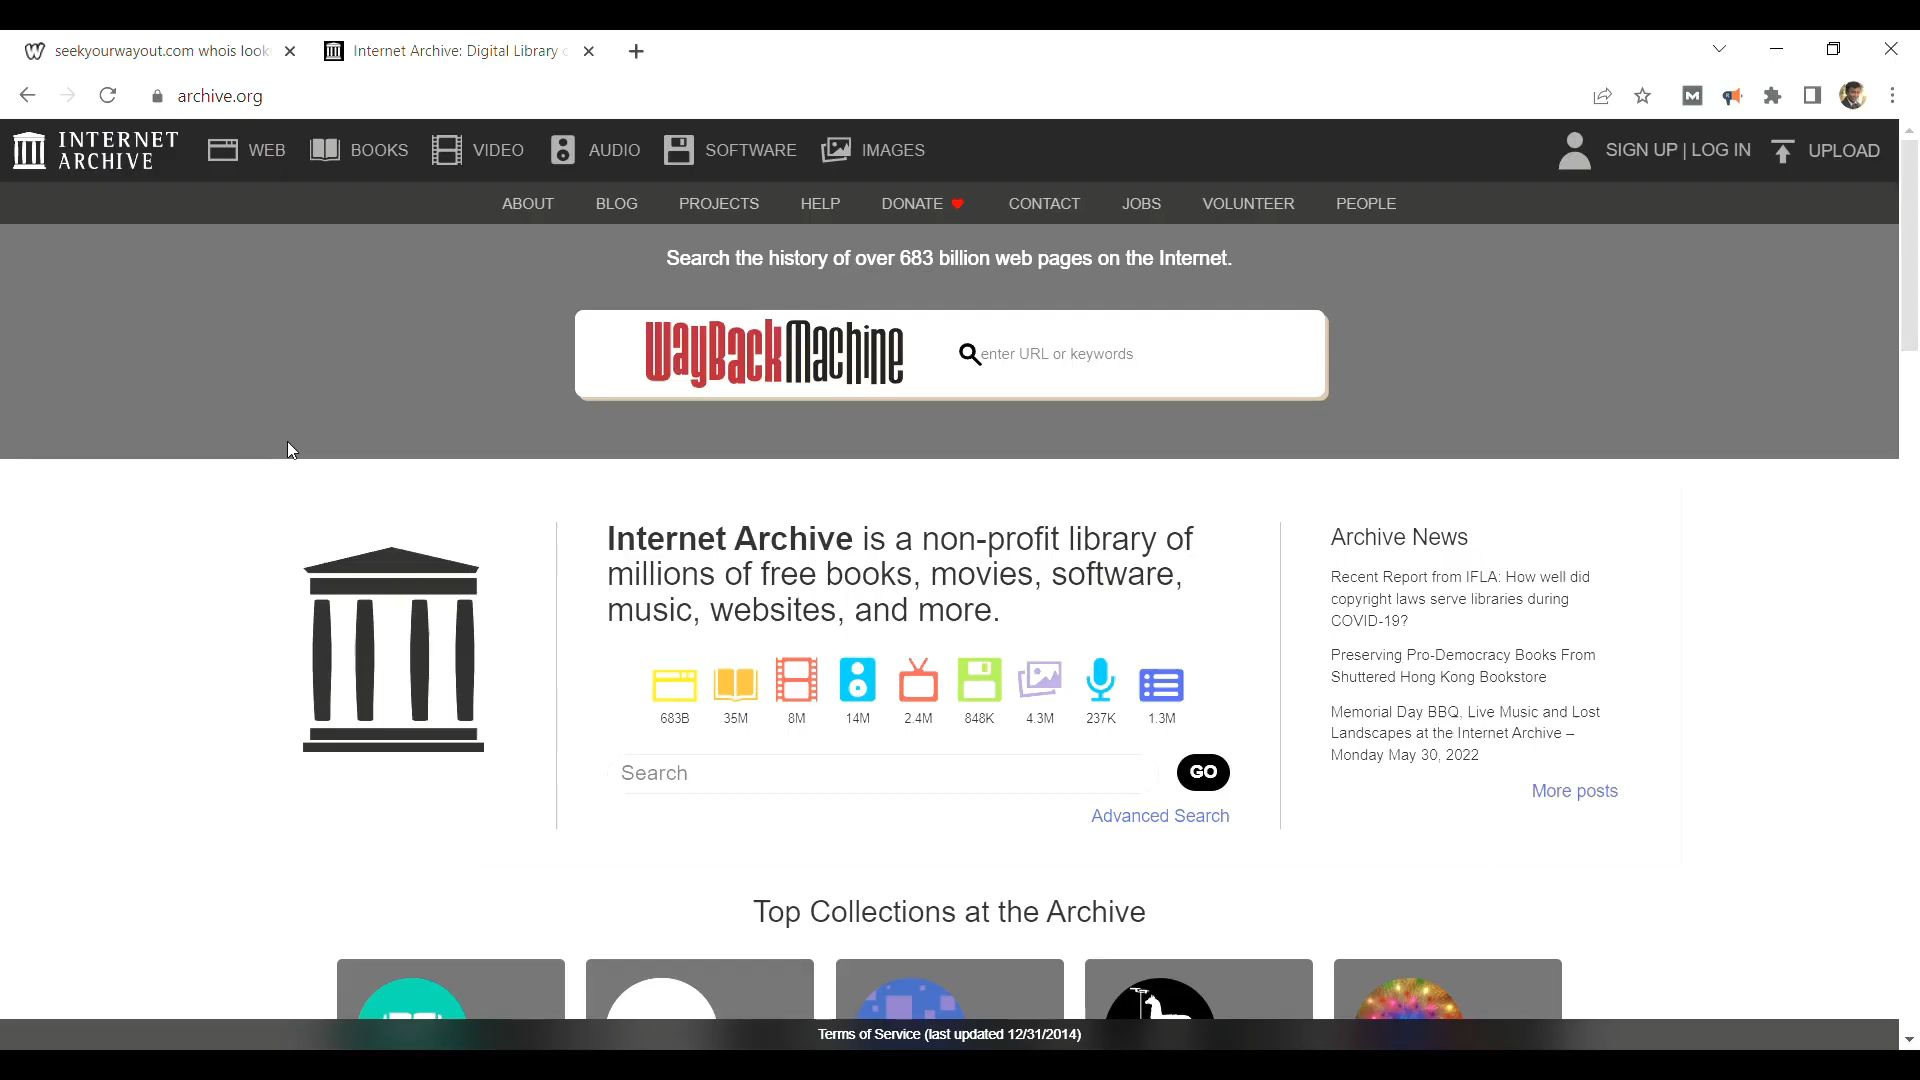 seekyourwayout.com whois look
Internet Archive: Digital Library
archive.org
INTERNET
ARCHIVE
WEB
BOOKS
VIDEO
AUDIO
SOFTWARE
IMAGES
SIGN UP | LOG IN
UPLOAD
ABOUT
BLOG
PROJECTS
HELP
DONATE
CONTACT
JOBS
VOLUNTEER
PEOPLE
Search the history of over 683 billion web pages on the Internet.
WayBackMachine
enter URL or keywords
Internet Archive is a non-profit library of
millions of free books, movies, software,
music, websites, and more.
683B
35M
8M
14M
2.4M
848K
4.3M
237K
1.3M
Search
GO
Advanced Search
Archive News
Recent Report from IFLA: How well did
copyright laws serve libraries during
COVID-19?
Preserving Pro-Democracy Books From
Shuttered Hong Kong Bookstore
Memorial Day BBQ, Live Music and Lost
Landscapes at the Internet Archive –
Monday May 30, 2022
More posts
Top Collections at the Archive
Terms of Service (last updated 12/31/2014)